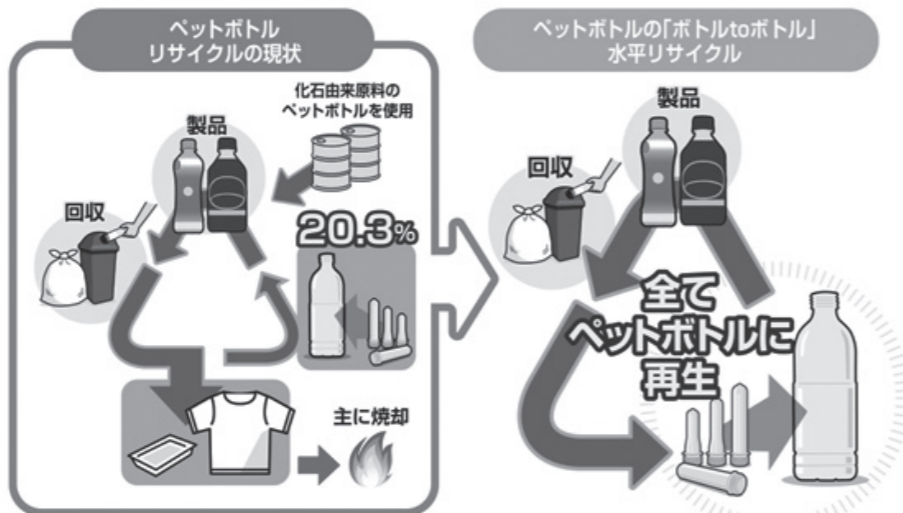 ペットボトル
リサイクルの現状
化石由来原料の
ペットボトルを使用
製品
回収
20.3%
主に焼却
ペットボトルの「ボトルtoボトル」
水平リサイクル
製品
回収
全て
ペットボトルに
再生